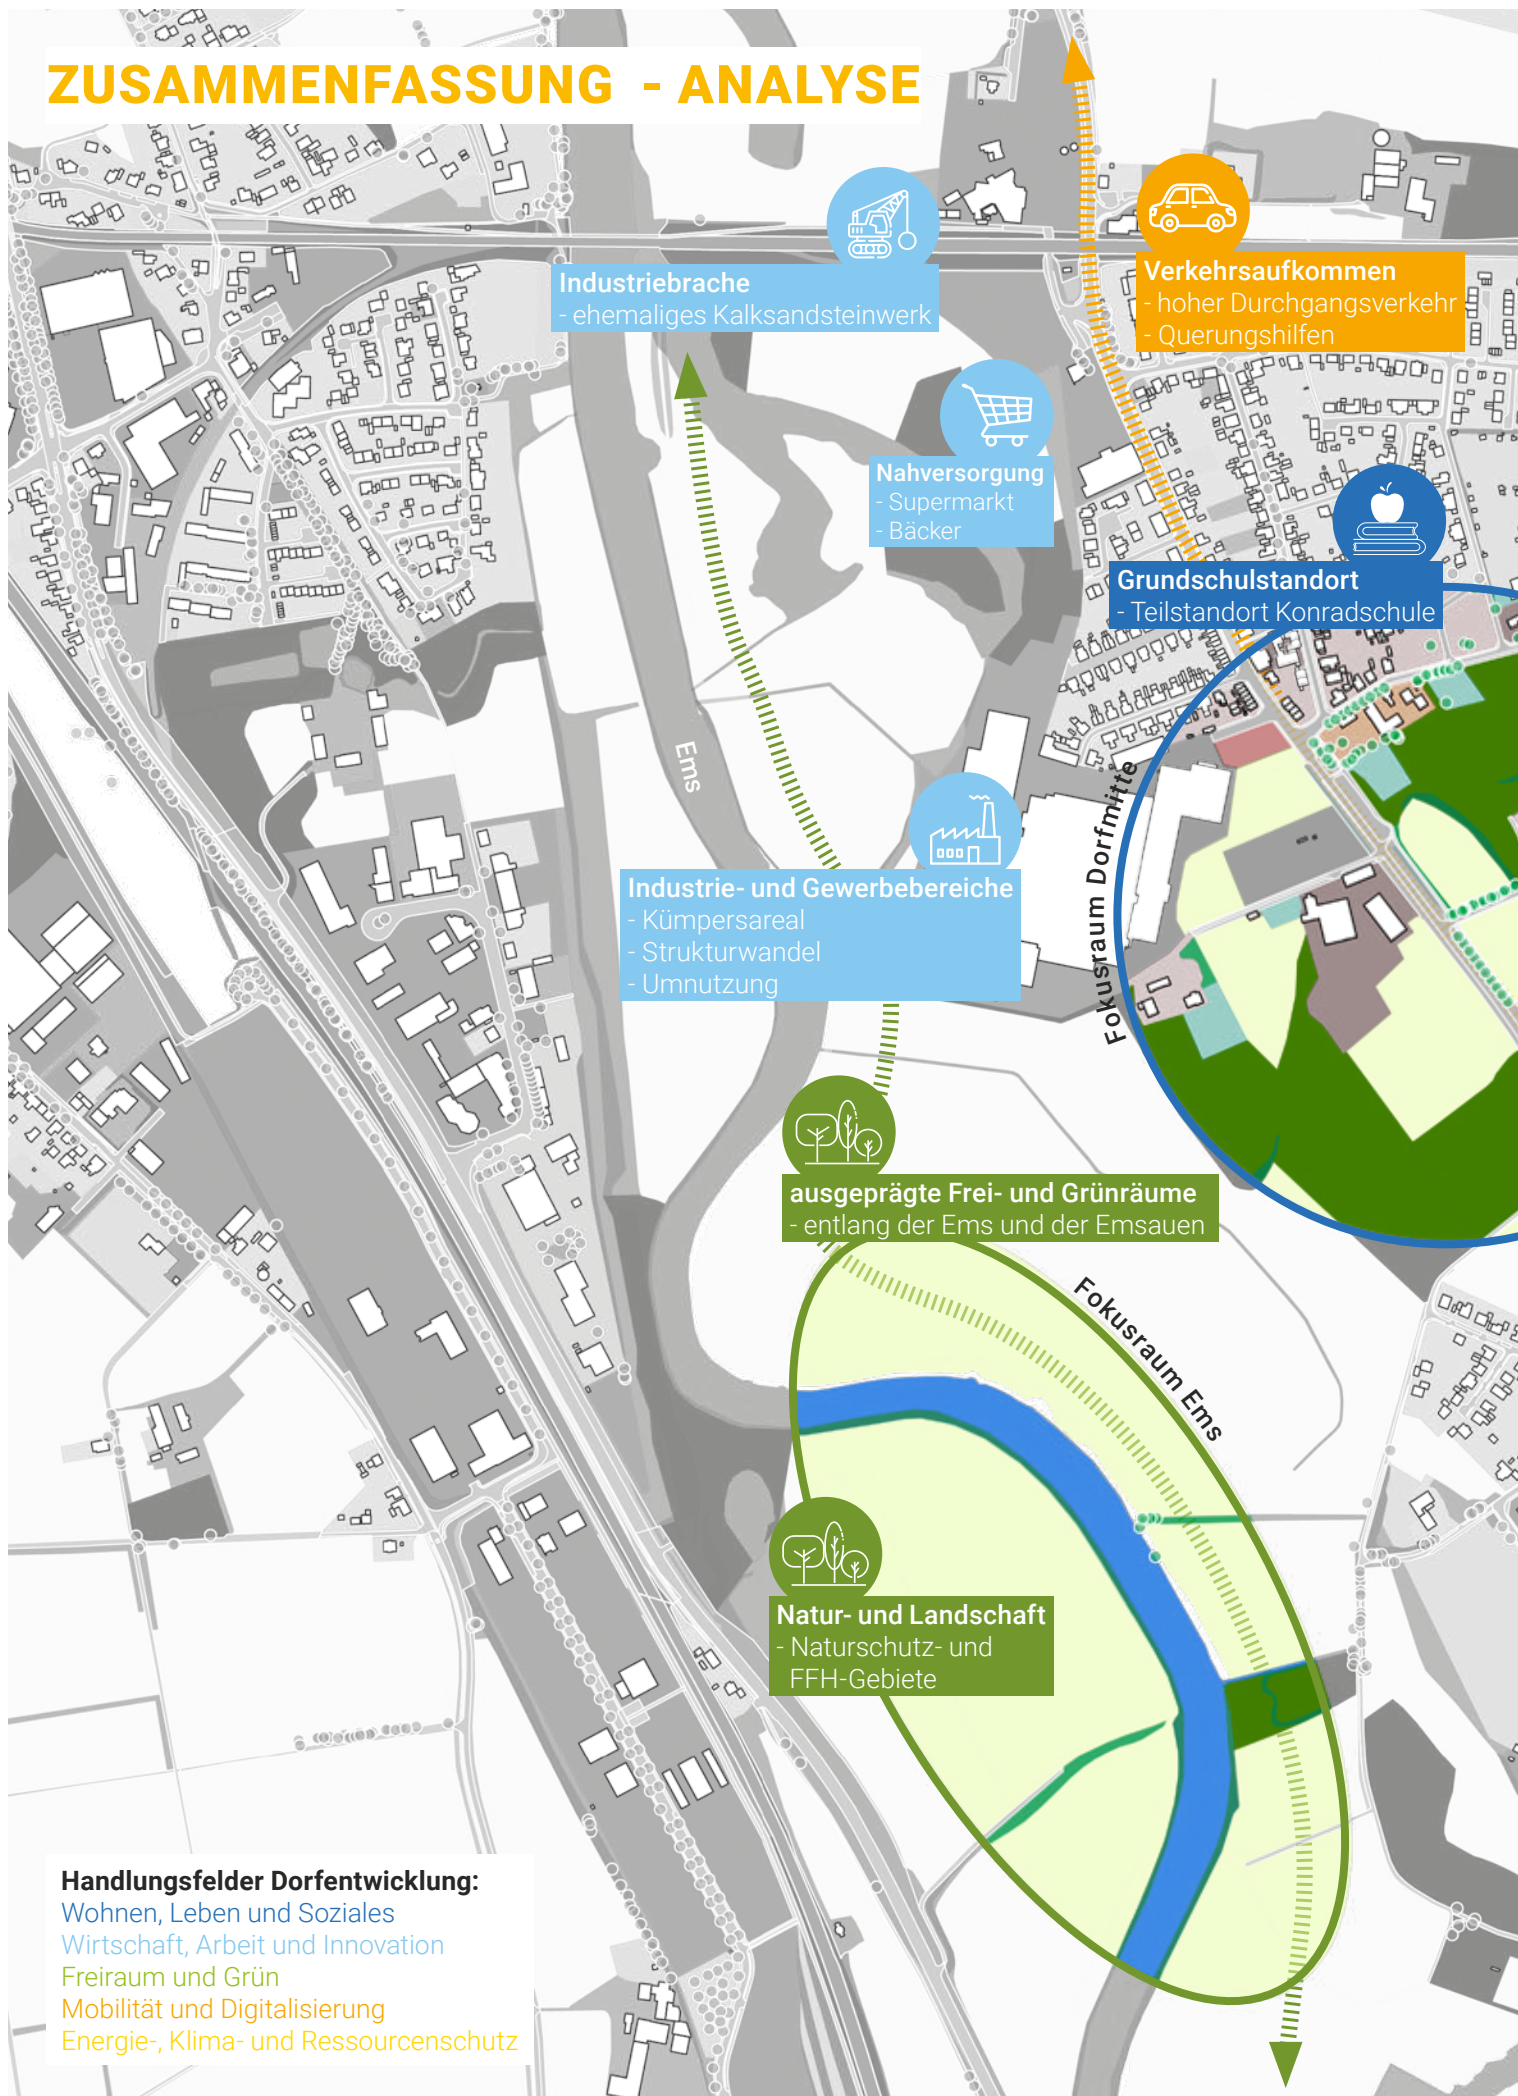 ZUSAMMENFASSUNG - ANALYSE
Industriebrache
- ehemaliges Kalksandsteinwerk
Verkehrsaufkommen
- hoher Durchgangsverkehr
- Querungshilfen
Nahversorgung
- Supermarkt
- Bäcker
Grundschulstandort
- Teilstandort Konradschule
Ems
Fokusraum Dorfmitte
Industrie- und Gewerbebereiche
- Kümpersareal
- Strukturwandel
- Umnutzung
ausgeprägte Frei- und Grünräume
- entlang der Ems und der Emsauen
Fokusraum Ems
Natur- und Landschaft
- Naturschutz- und
FFH-Gebiete
Handlungsfelder Dorfentwicklung:
Wohnen, Leben und Soziales
Wirtschaft, Arbeit und Innovation
Freiraum und Grün
Mobilität und Digitalisierung
Energie-, Klima- und Ressourcenschutz